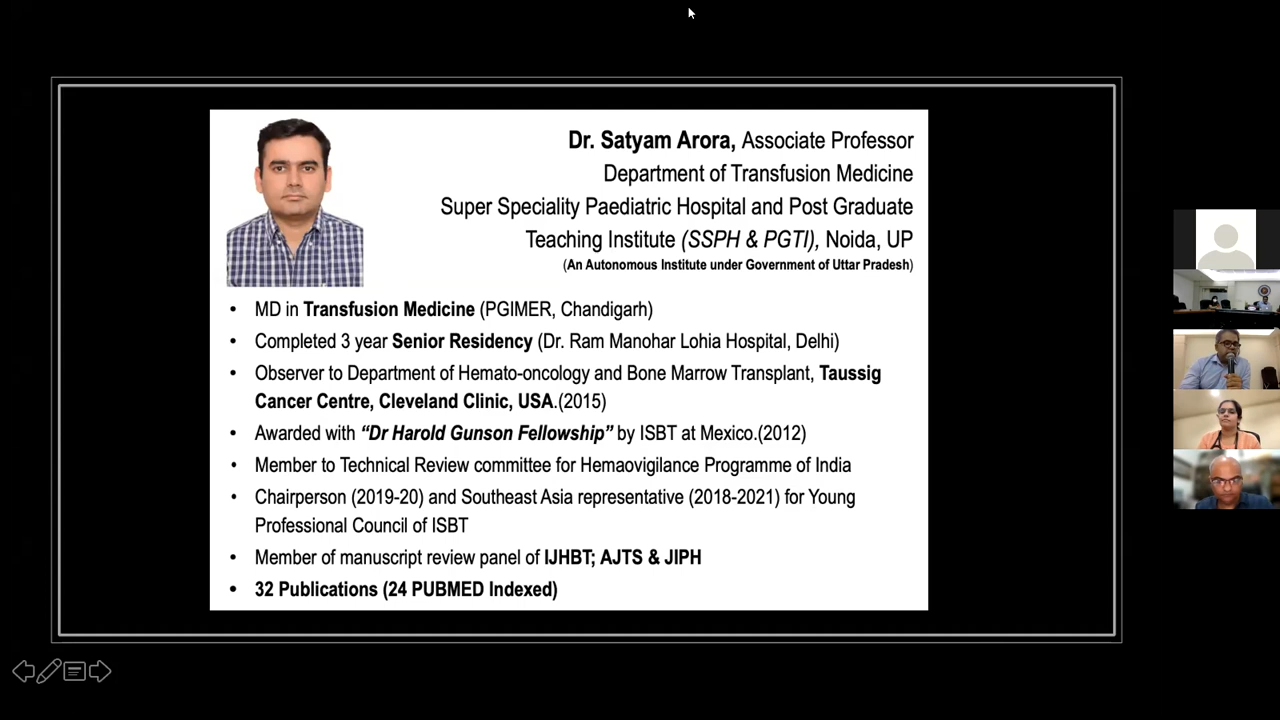 Dr. Satyam Arora, Associate Professor
Department of Transfusion Medicine
Super Speciality Paediatric Hospital and Post Graduate
Teaching Institute (SSPH & PGTI), Noida, UP
(An Autonomous Institute under Government of Uttar Pradesh)
• MD in Transfusion Medicine (PGIMER, Chandigarh)
• Completed 3 year Senior Residency (Dr. Ram Manohar Lohia Hospital, Delhi)
• Observer to Department of Hemato-oncology and Bone Marrow Transplant, Taussig
Cancer Centre, Cleveland Clinic, USA.(2015)
• Awarded with “Dr Harold Gunson Fellowship” by ISBT at Mexico.(2012)
• Member to Technical Review committee for Hemaovigilance Programme of India
• Chairperson (2019-20) and Southeast Asia representative (2018-2021) for Young
Professional Council of ISBT
• Member of manuscript review panel of IJHBT; AJTS & JIPH
• 32 Publications (24 PUBMED Indexed)